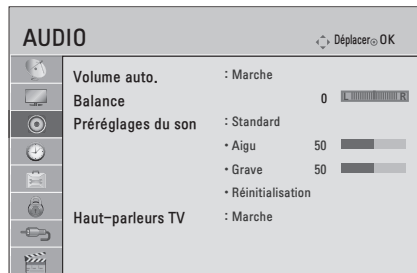 AUDIO Déplacer OK
Volume auto. : Marche
Balance 0 L R
Préréglages du son : Standard
• Aigu 50
• Grave 50
• Réinitialisation
Haut-parleurs TV : Marche